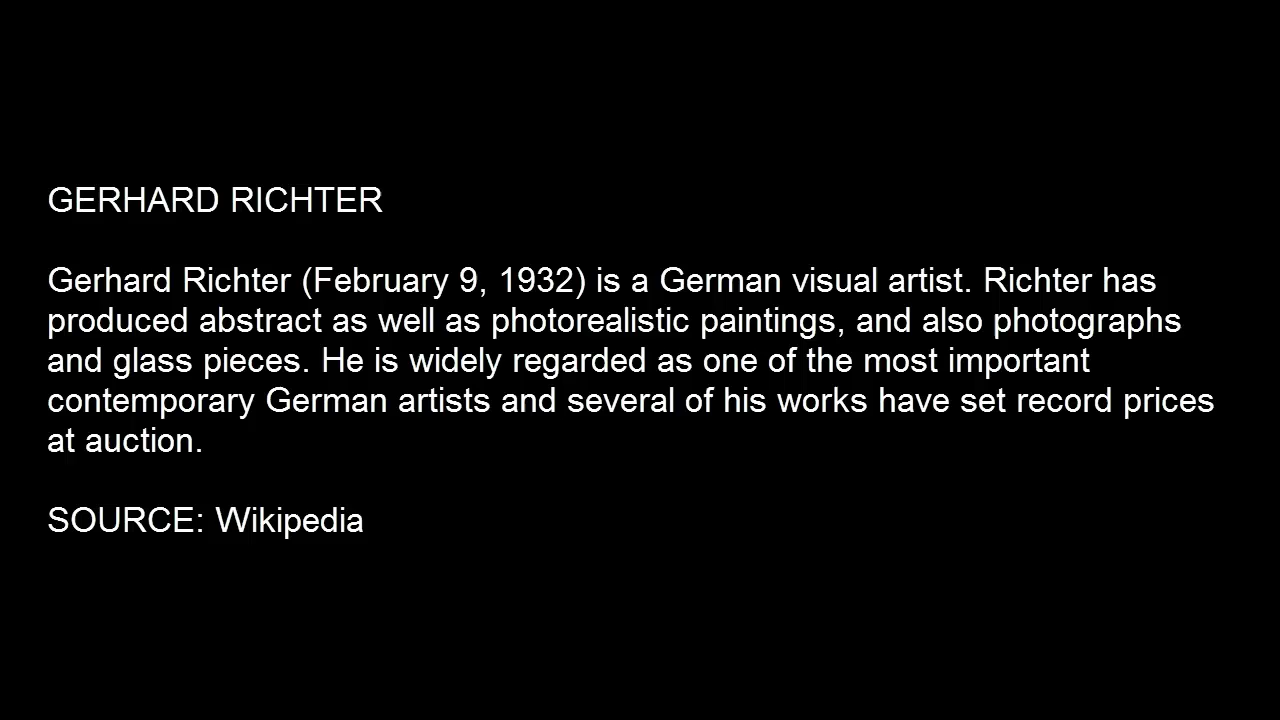 GERHARD RICHTER
Gerhard Richter (February 9, 1932) is a German visual artist. Richter has
produced abstract as well as photorealistic paintings, and also photographs
and glass pieces. He is widely regarded as one of the most important
contemporary German artists and several of his works have set record prices
at auction.
SOURCE: Wikipedia